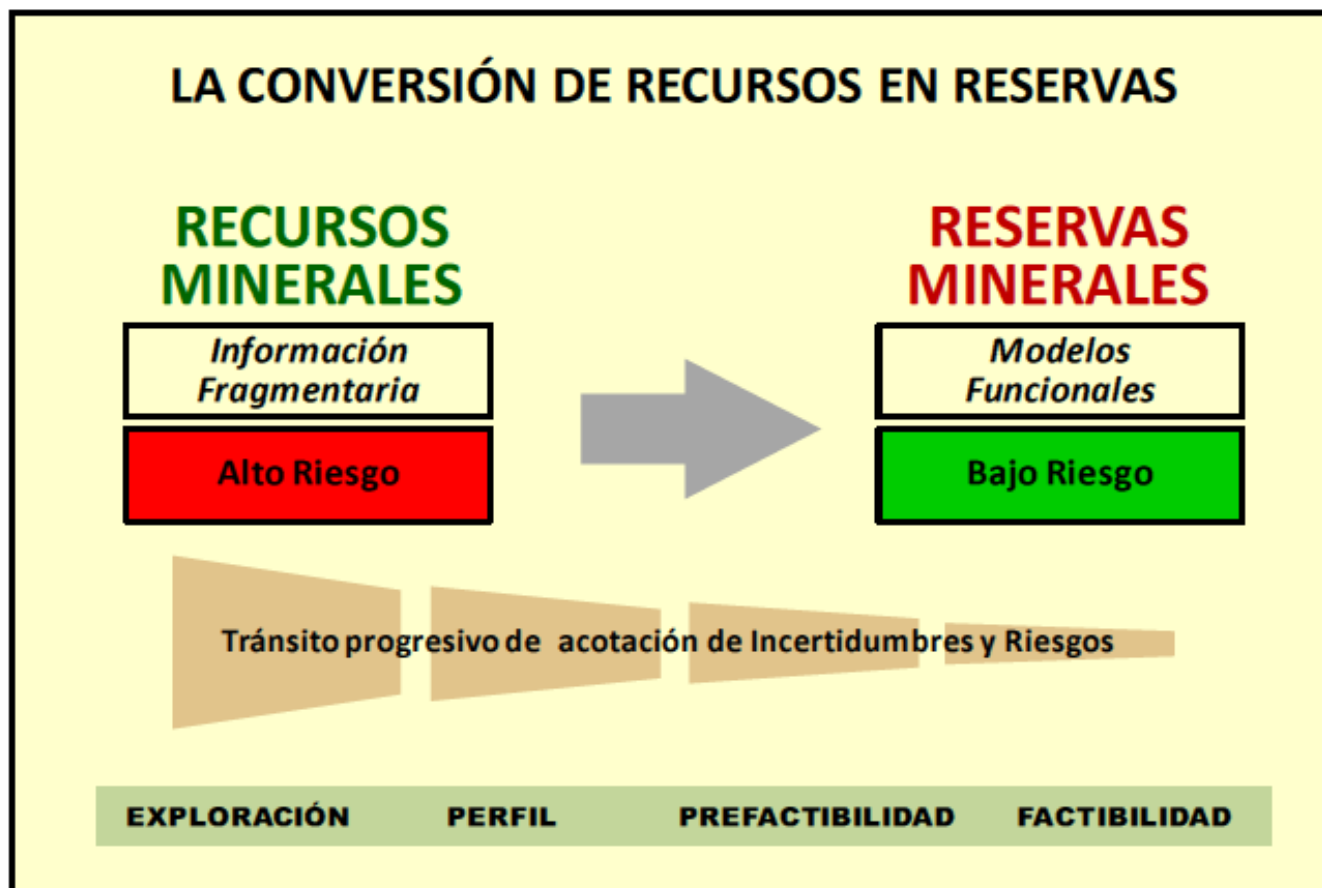 LA CONVERSIÓN DE RECURSOS EN RESERVAS
RECURSOS
MINERALES
Información
Fragmentaria
Alto Riesgo
RESERVAS
MINERALES
Modelos
Funcionales
Bajo Riesgo
Tránsito progresivo de acotación de Incertidumbres y Riesgos
EXPLORACIÓN PERFIL PREFACTIBILIDAD FACTIBILIDAD